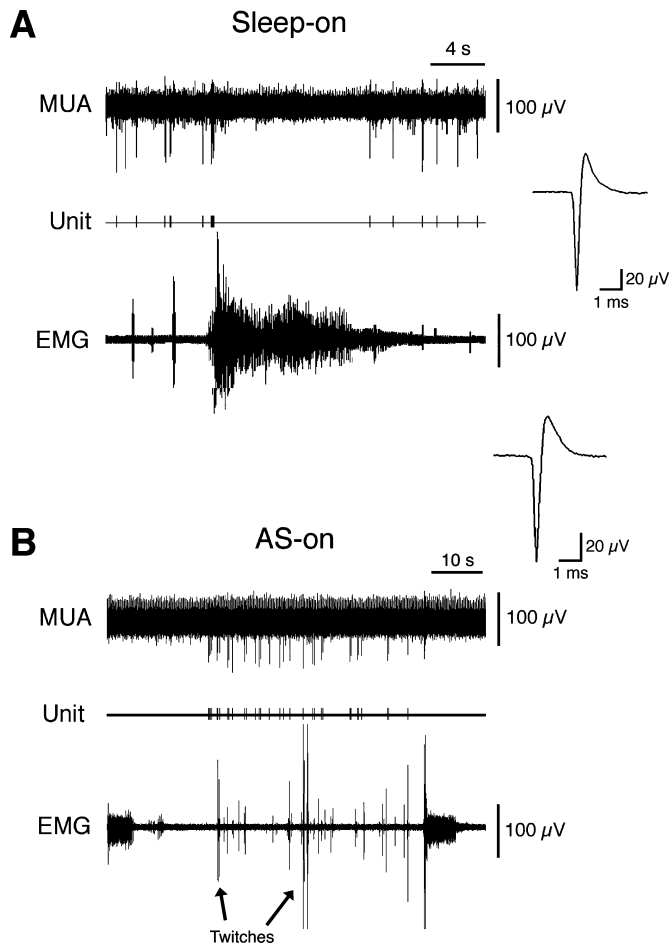 A
Sleep-on
4 s
MUA
100 µV
Unit
20 µV
1 ms
EMG
100 µV
B
AS-on
20 µV
1 ms
10 s
MUA
100 µV
Unit
EMG
100 µV
Twitches